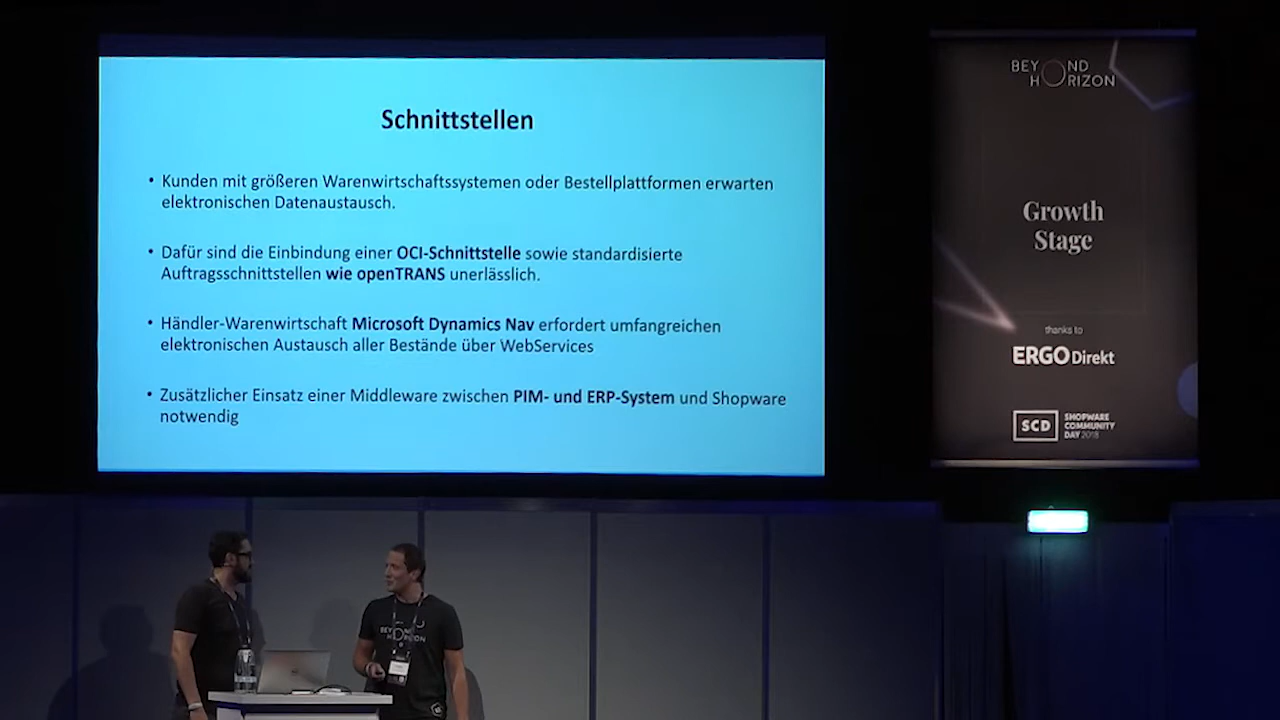 Schnittstellen
• Kunden mit größeren Warenwirtschaftssystemen oder Bestellplattformen erwarten
elektronischen Datenaustausch.
• Dafür sind die Einbindung einer OCI-Schnittstelle sowie standardisierte
Auftragsschnittstellen wie openTRANS unerlässlich.
• Händler-Warenwirtschaft Microsoft Dynamics Nav erfordert umfangreichen
elektronischen Austausch aller Bestände über WebServices
• Zusätzlicher Einsatz einer Middleware zwischen PIM- und ERP-System und Shopware
notwendig
BEYOND
HORIZON
Growth
Stage
thanks to
ERGO Direkt
SCD
SHOPWARE
COMMUNITY
DAY 2018
BEYOND
HORIZON